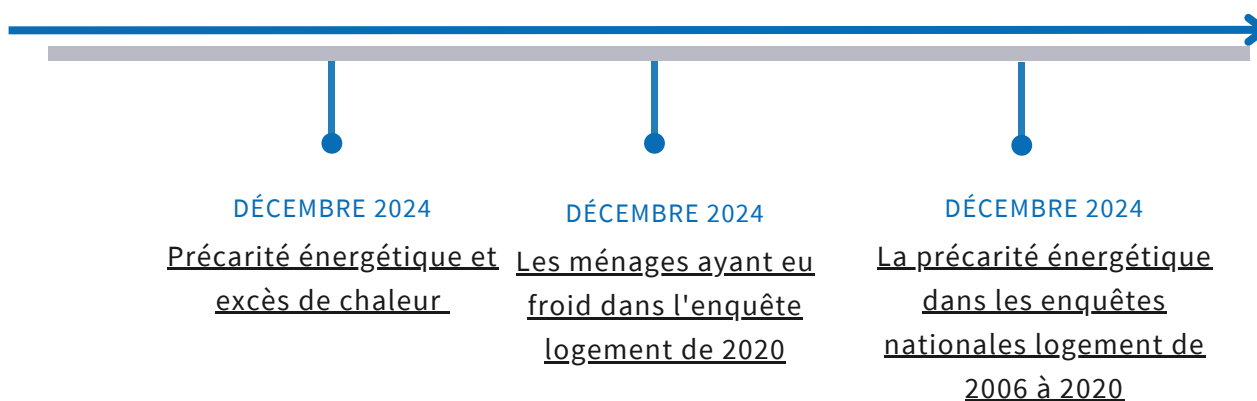 DÉCEMBRE 2024
Précarité énergétique et
excès de chaleur
DÉCEMBRE 2024
Les ménages ayant eu
froid dans l'enquête
logement de 2020
DÉCEMBRE 2024
La précarité énergétique
dans les enquêtes
nationales logement de
2006 à 2020